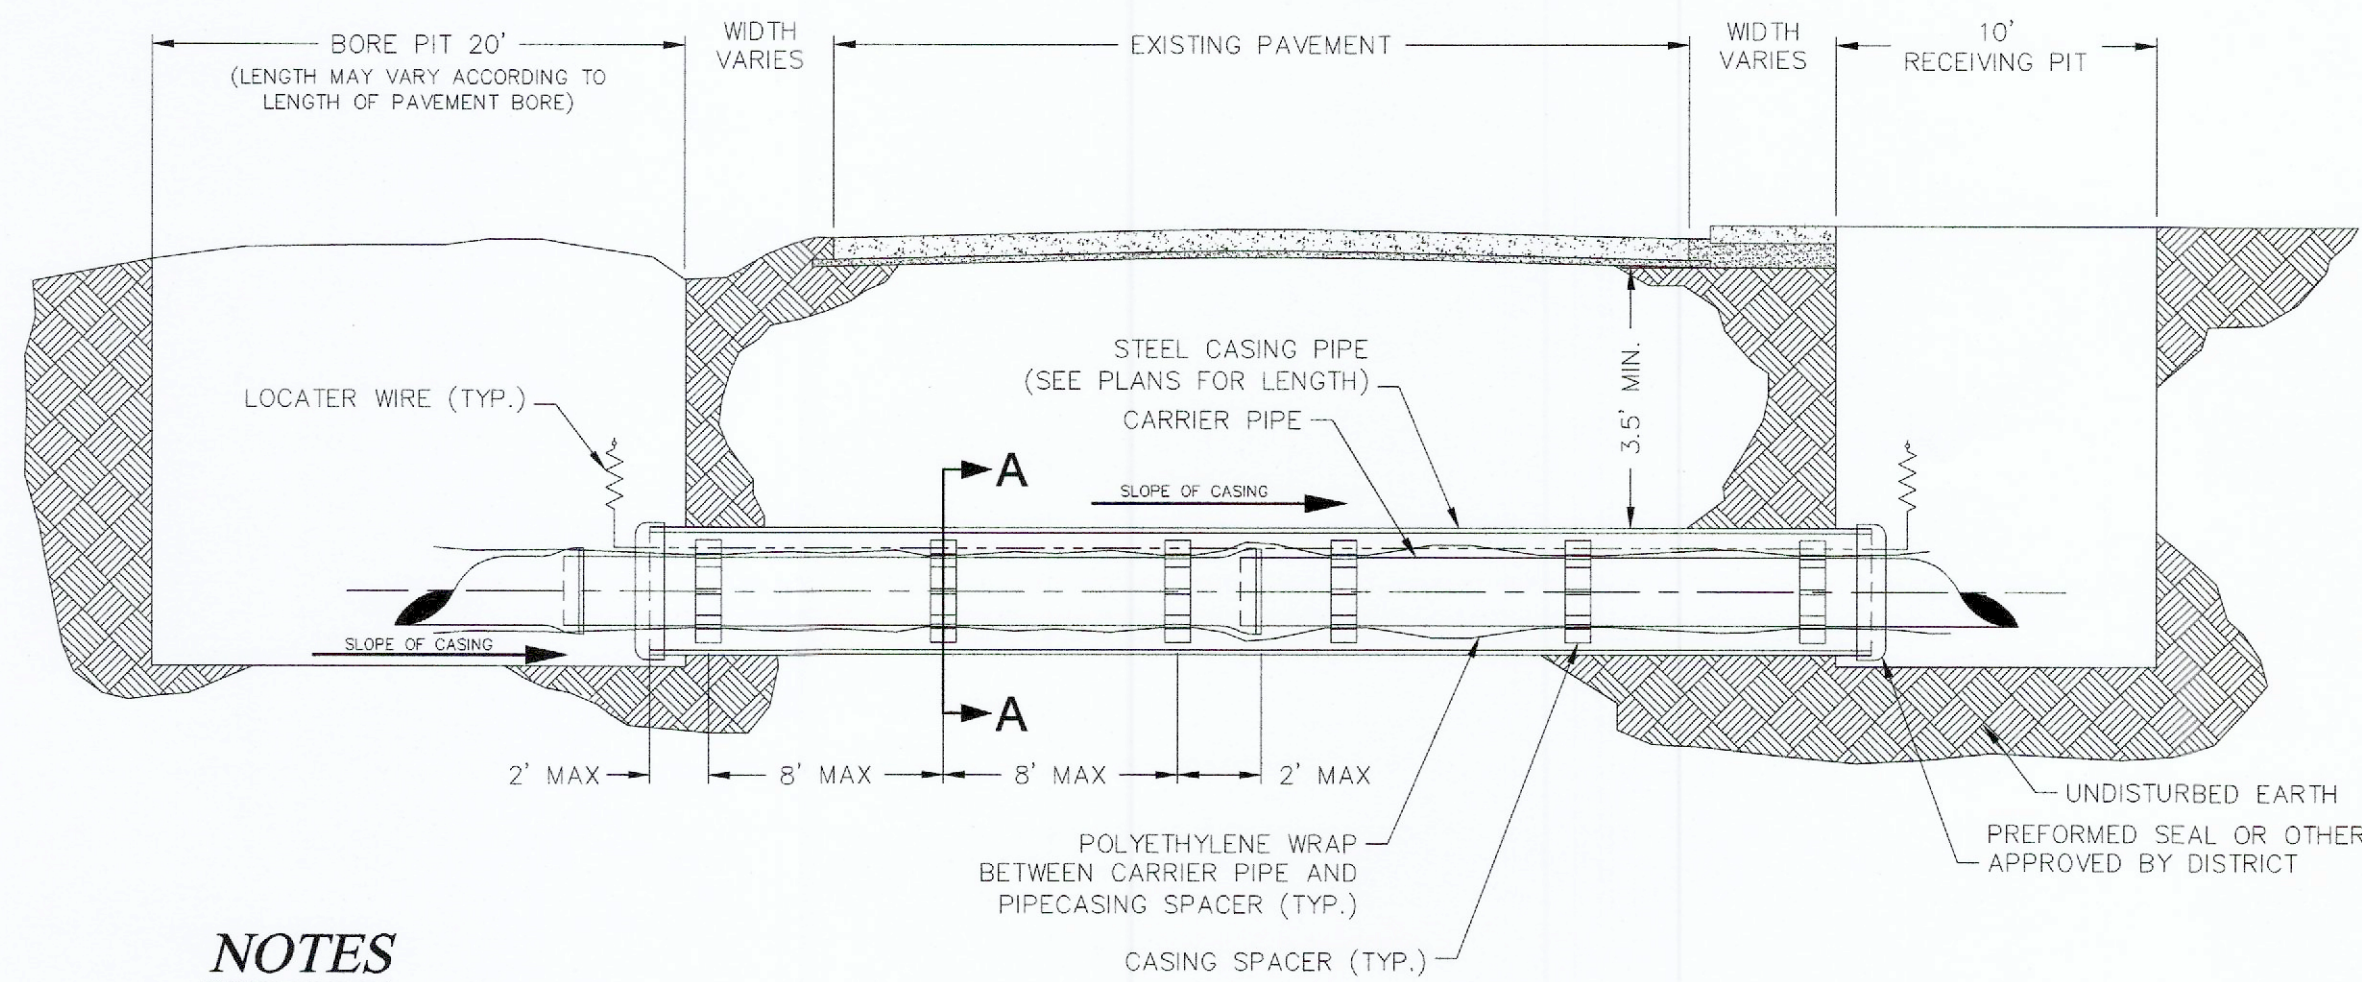 BORE PIT 20'
(LENGTH MAY VARY ACCORDING TO
LENGTH OF PAVEMENT BORE)
WIDTH
VARIES
EXISTING PAVEMENT
WIDTH
VARIES
10'
RECEIVING PIT
LOCATER WIRE (TYP.)
STEEL CASING PIPE
(SEE PLANS FOR LENGTH)
CARRIER PIPE
3.5' MIN.
A
SLOPE OF CASING
SLOPE OF CASING
A
2' MAX
8' MAX
8' MAX
2' MAX
UNDISTURBED EARTH
PREFORMED SEAL OR OTHER
APPROVED BY DISTRICT
POLYETHYLENE WRAP
BETWEEN CARRIER PIPE AND
PIPECASING SPACER (TYP.)
CASING SPACER (TYP.)
NOTES